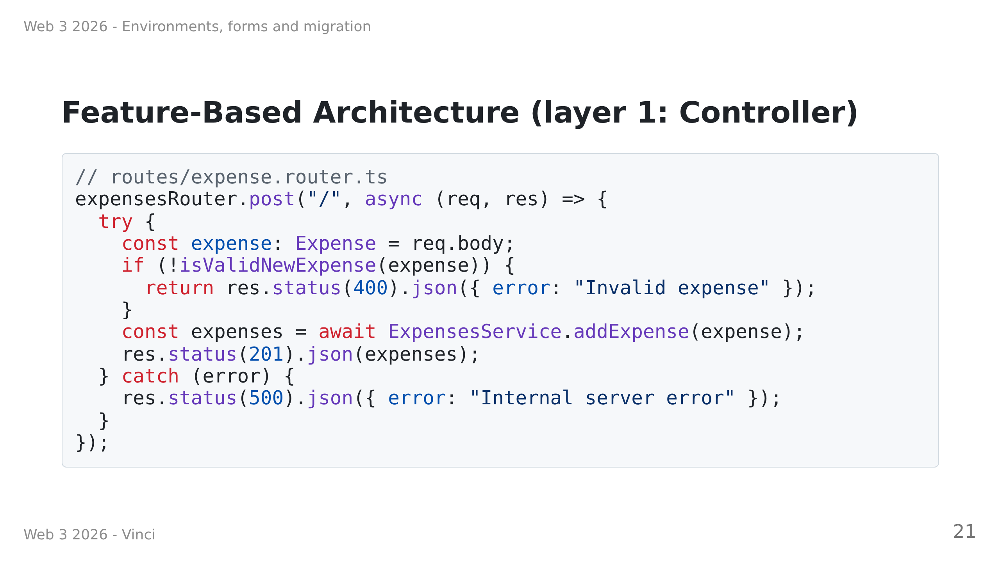 Web 3 2026 - Environments, forms and migration
Feature-Based Architecture (layer 1: Controller)
// routes/expense.router.ts
expensesRouter.post("/", async (req, res) => {
  try {
    const expense: Expense = req.body;
    if (!isValidNewExpense(expense)) {
      return res.status(400).json({ error: "Invalid expense" });
    }
    const expenses = await ExpensesService.addExpense(expense);
    res.status(201).json(expenses);
  } catch (error) {
    res.status(500).json({ error: "Internal server error" });
  }
});
Web 3 2026 - Vinci
21